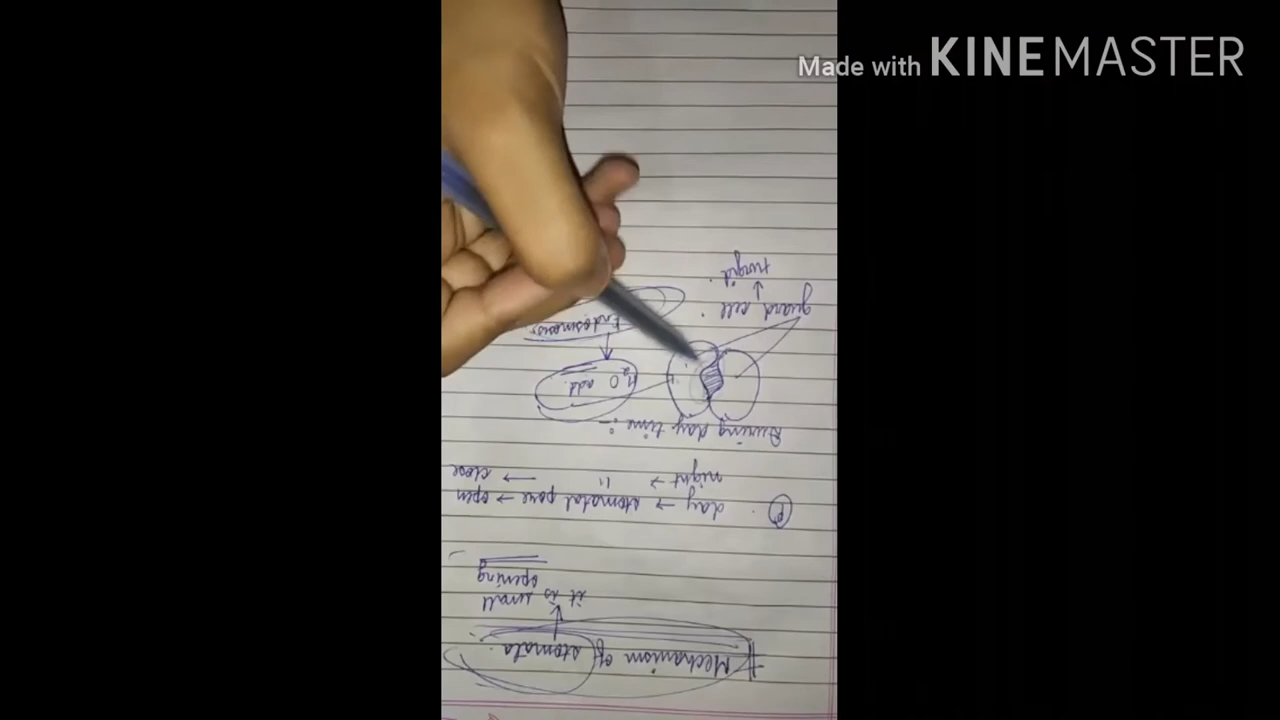 Made with KINEMASTER
# Mechanism of stomata.
it is small
opening
(P) day → stomatal pore → open
night → " → close
During day time :-
H2O add.
Endosmosis
guard cell
turgid.